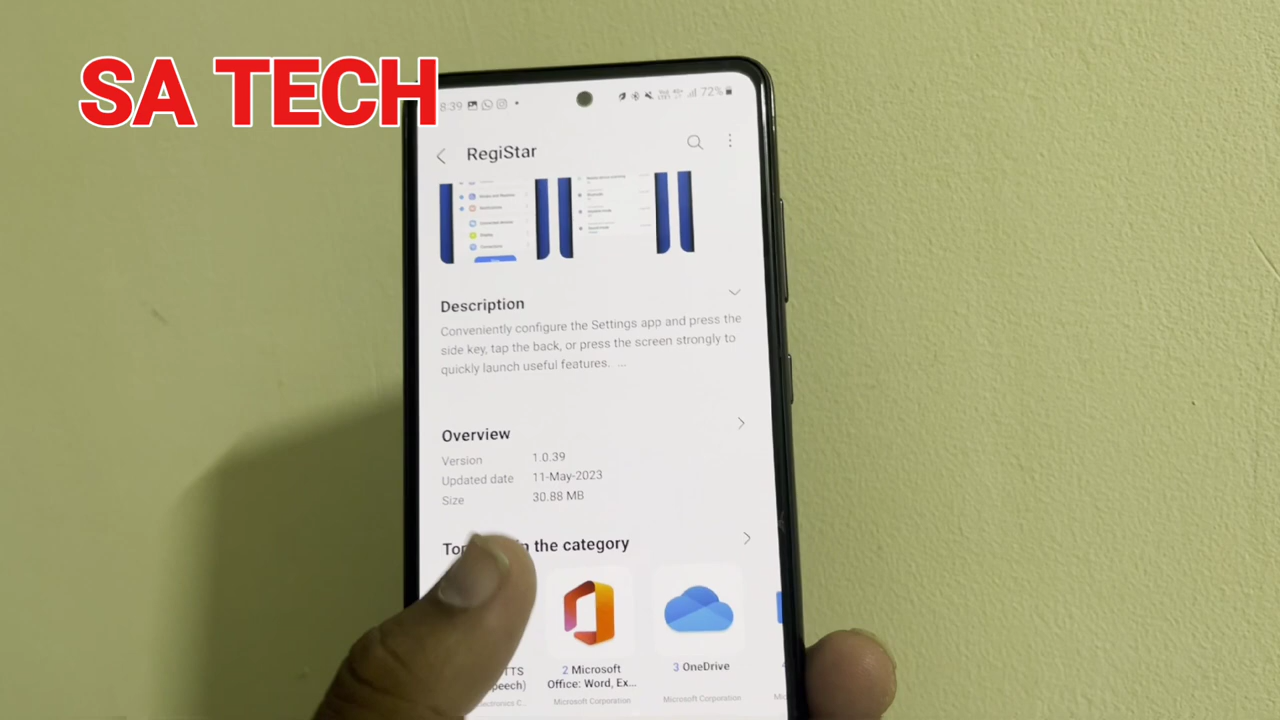 SA TECH
8:39
72%
RegiStar
Description
Conveniently configure the Settings app and press the
side key, tap the back, or press the screen strongly to
quickly launch useful features. ...
Overview
Version 1.0.39
Updated date 11-May-2023
Size 30.88 MB
in the category
TTS
2 Microsoft
Office: Word, Ex...
Microsoft Corporation
3 OneDrive
Microsoft Corporation